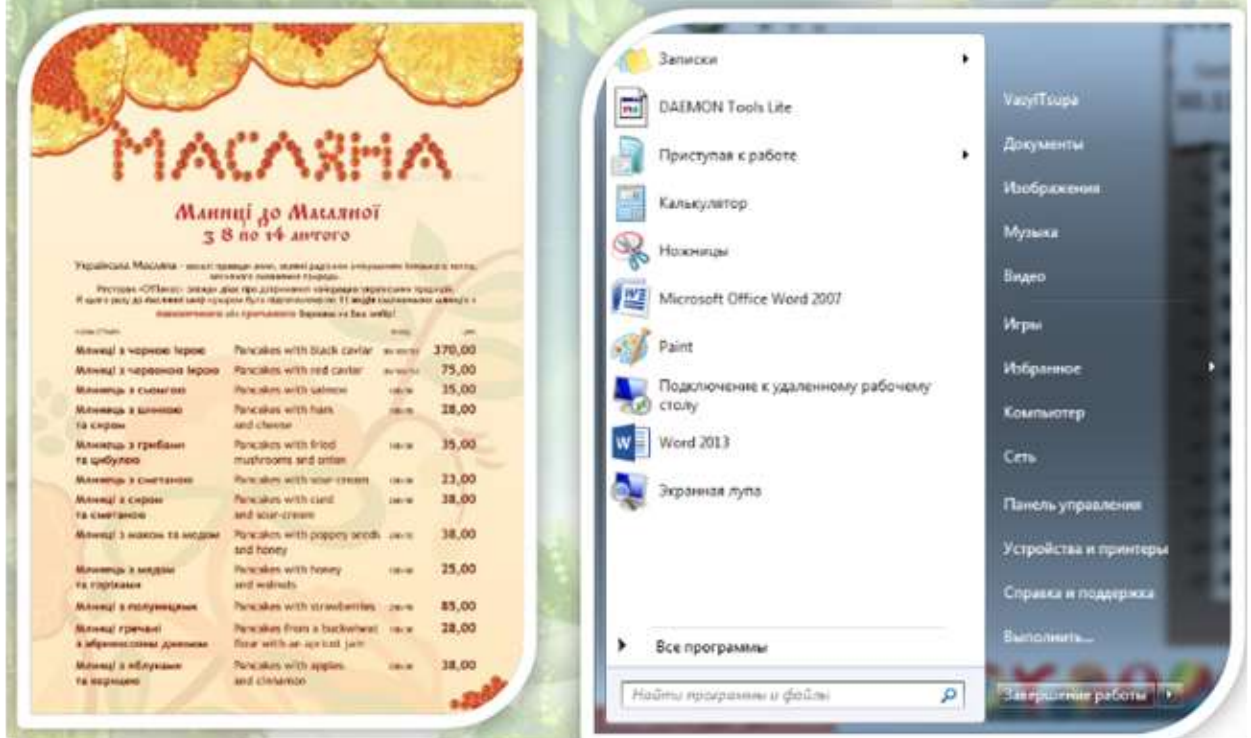 МАСЛЯНА
Млинці до Масляної
з 8 по 14 лютого
Українська Масляна -
Млинці з чорною ікрою Pancakes with black caviar 370,00
Млинці з червоною ікрою Pancakes with red caviar 75,00
Млинець з сьомгою Pancakes with salmon 35,00
Млинець з шинкою Pancakes with ham 28,00
та сиром and cheese
Млинець з грибами Pancakes with fried 35,00
та цибулею mushrooms and onion
Млинець з сметаною Pancakes with sour-cream 23,00
Млинці з сиром Pancakes with curd 38,00
та сметаною and sour-cream
Млинці з маком та медом Pancakes with poppey seeds 38,00
and honey
Млинець з медом Pancakes with honey 25,00
та горіхами and walnuts
Млинці з полуницями Pancakes with strawberries 85,00
Млинці гречані Pancakes from a buckwheat 28,00
з абрикосовим джемом flour with an apricot jam
Млинці з яблуками Pancakes with apples 38,00
та корицею and cinnamon
Записки
DAEMON Tools Lite
Приступая к работе
Калькулятор
Ножницы
Microsoft Office Word 2007
Paint
Подключение к удаленному рабочему
столу
Word 2013
Экранная лупа
Все программы
Найти программы и файлы
VasylTsupa
Документы
Изображения
Музыка
Видео
Игры
Избранное
Компьютер
Сеть
Панель управления
Устройства и принтеры
Справка и поддержка
Выполнить...
Завершение работы